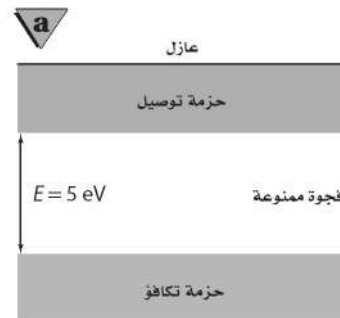 a
عازل
حزمة توصيل
E = 5 eV
فجوة ممنوعة
حزمة تكافؤ